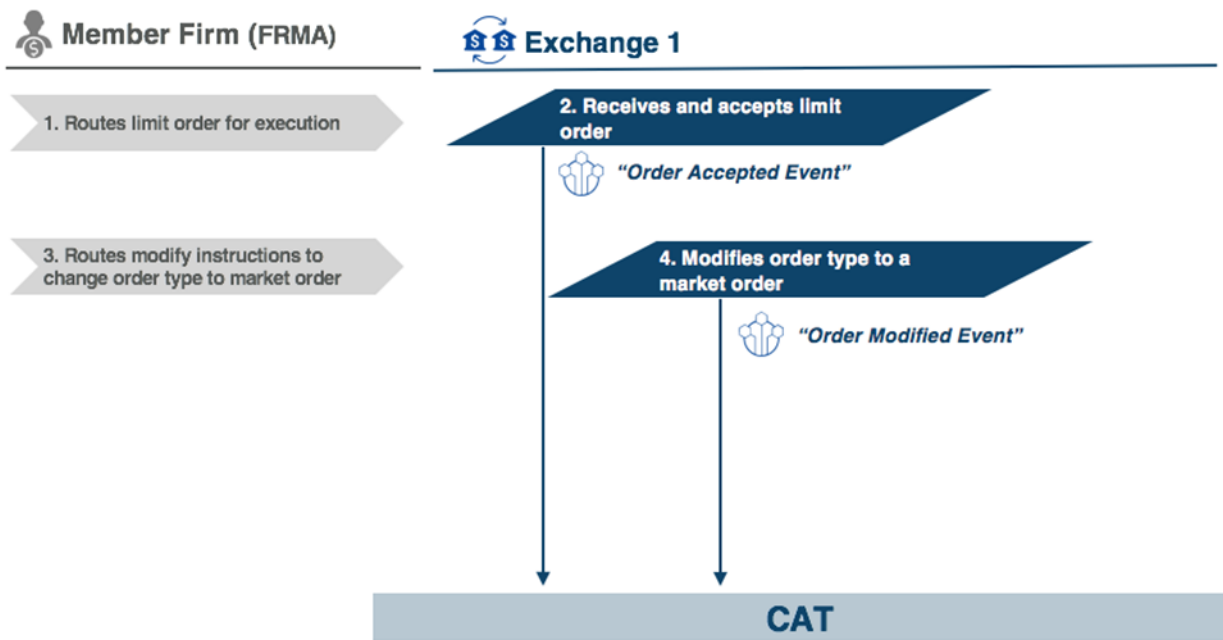 Member Firm (FRMA)
Exchange 1
1. Routes limit order for execution
2. Receives and accepts limit
order
“Order Accepted Event”
3. Routes modify instructions to
change order type to market order
4. Modifies order type to a
market order
“Order Modified Event”
CAT